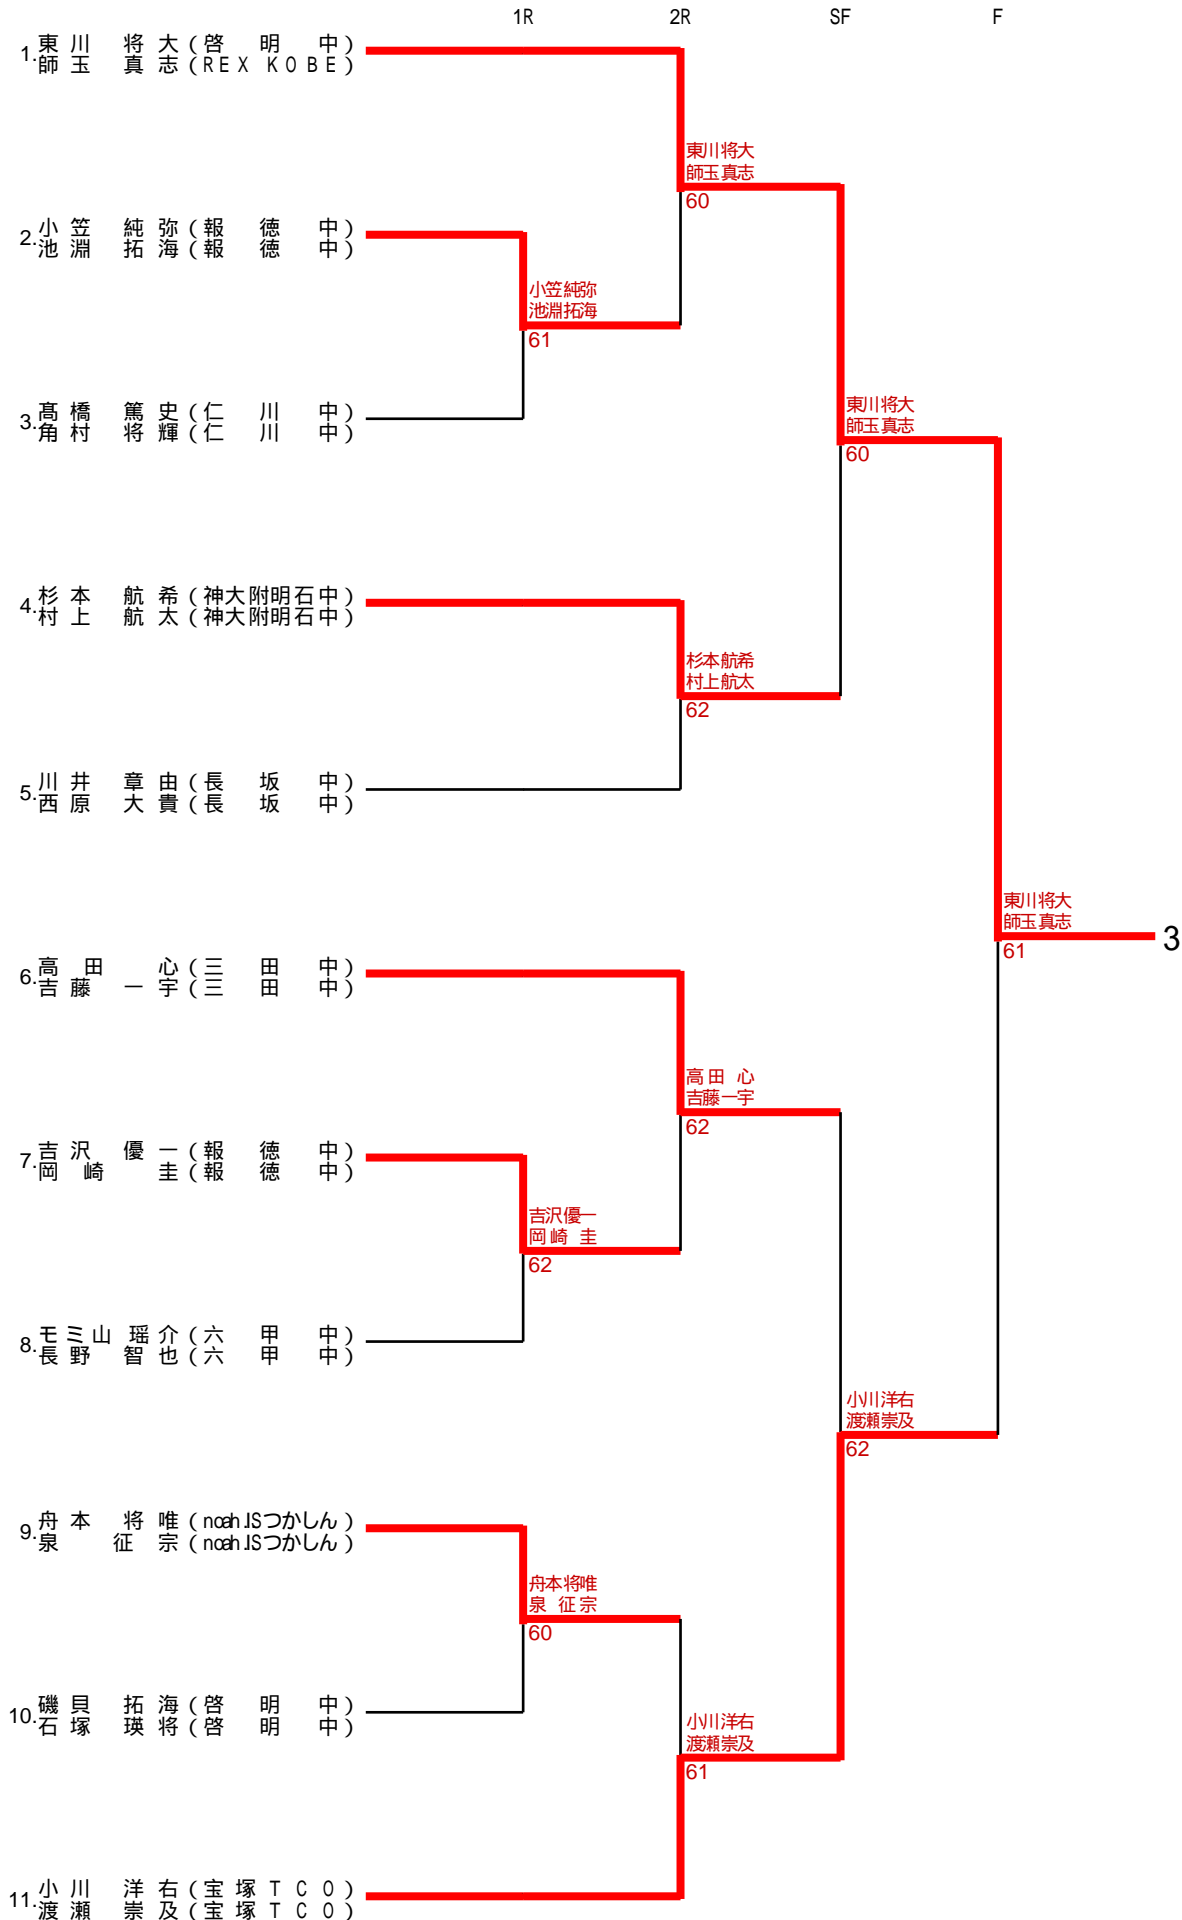 1R 2R SF F
1. 東川 将大(啓明中)
師玉 真志(REX KOBE)
東川将大
師玉真志
60
2. 小笠 純弥(報徳中)
池淵 拓海(報徳中)
小笠純弥
池淵拓海
61
3. 髙橋 篤史(仁川中)
角村 将輝(仁川中)
東川将大
師玉真志
60
4. 杉本 航希(神大附明石中)
村上 航太(神大附明石中)
杉本航希
村上航太
62
5. 川井 章由(長坂中)
西原 大貴(長坂中)
東川将大
師玉真志
61
3
6. 高田 心(三田中)
吉藤 一宇(三田中)
高田 心
吉藤一宇
62
7. 吉沢 優一(報徳中)
岡崎 圭(報徳中)
吉沢優一
岡崎 圭
62
8. モミ山 瑶介(六甲中)
長野 智也(六甲中)
小川洋右
渡瀬崇及
62
9. 舟本 将唯(noah.ISつかしん)
泉 征宗(noah.ISつかしん)
舟本将唯
泉 征宗
60
10. 磯貝 拓海(啓明中)
石塚 瑛将(啓明中)
小川洋右
渡瀬崇及
61
11. 小川 洋右(宝塚TCO)
渡瀬 崇及(宝塚TCO)